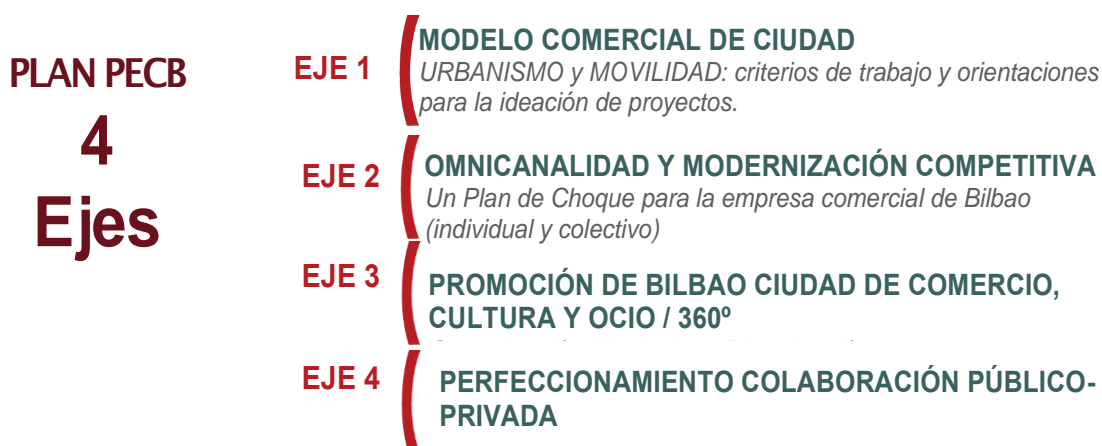 PLAN PECB
4
Ejes
EJE 1
MODELO COMERCIAL DE CIUDAD
URBANISMO y MOVILIDAD: criterios de trabajo y orientaciones
para la ideación de proyectos.
EJE 2
OMNICANALIDAD Y MODERNIZACIÓN COMPETITIVA
Un Plan de Choque para la empresa comercial de Bilbao
(individual y colectivo)
EJE 3
PROMOCIÓN DE BILBAO CIUDAD DE COMERCIO,
CULTURA Y OCIO / 360º
EJE 4
PERFECCIONAMIENTO COLABORACIÓN PÚBLICO-
PRIVADA